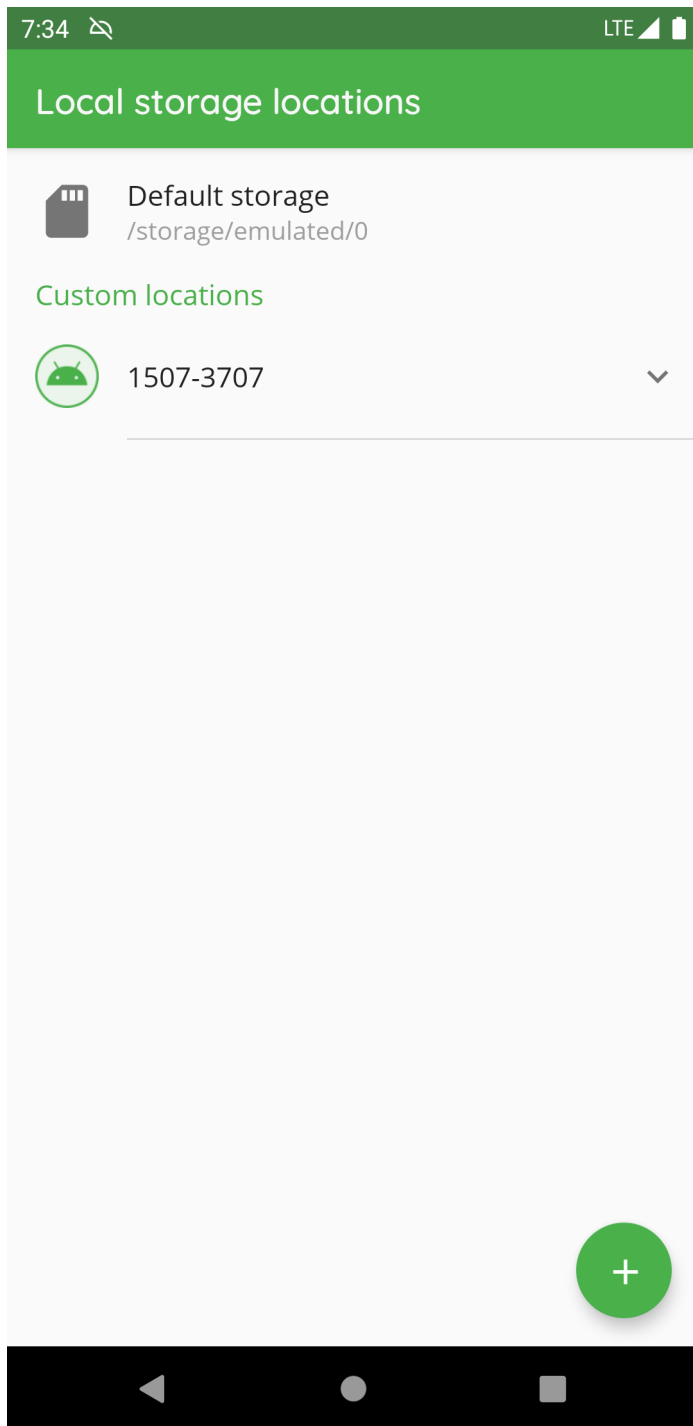 7:34 LTE
Local storage locations
Default storage
/storage/emulated/0
Custom locations
1507-3707